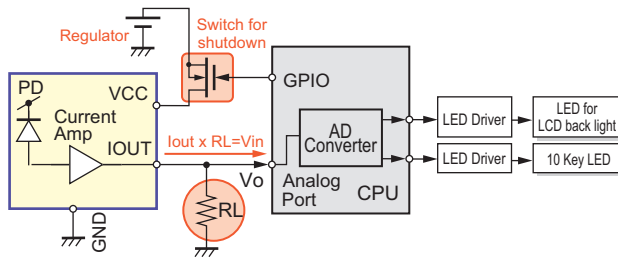 Regulator
Switch for
shutdown
PD
VCC
Current
Amp
IOUT
GND
Iout x RL=Vin
Vo
RL
GPIO
AD
Converter
Analog
Port
CPU
LED Driver
LED for
LCD back light
LED Driver
10 Key LED